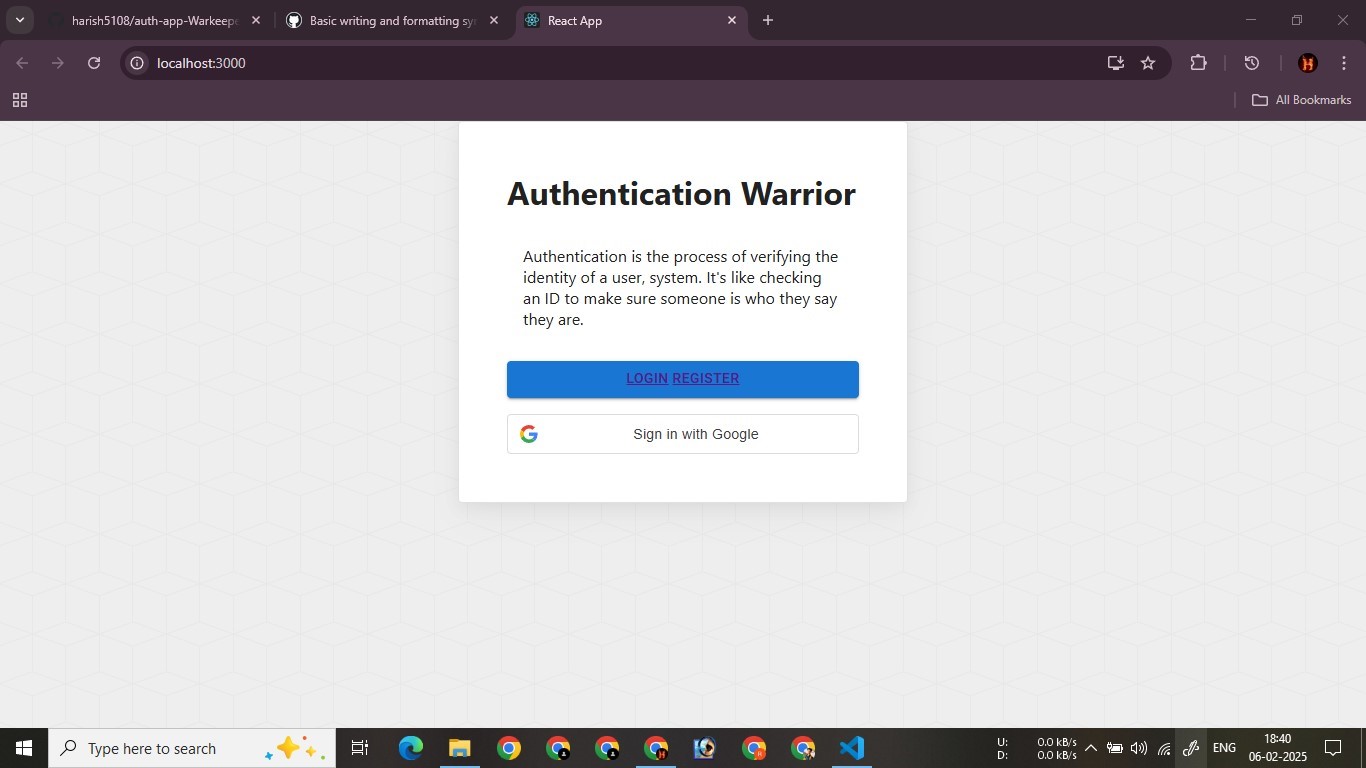 harish5108/auth-app-Warkeepe
Basic writing and formatting sy
React App
localhost:3000
All Bookmarks
Authentication Warrior
Authentication is the process of verifying the
identity of a user, system. It's like checking
an ID to make sure someone is who they say
they are.
LOGIN REGISTER
Sign in with Google
Type here to search
U: 0.0 kB/s
D: 0.0 kB/s
ENG
18:40
06-02-2025